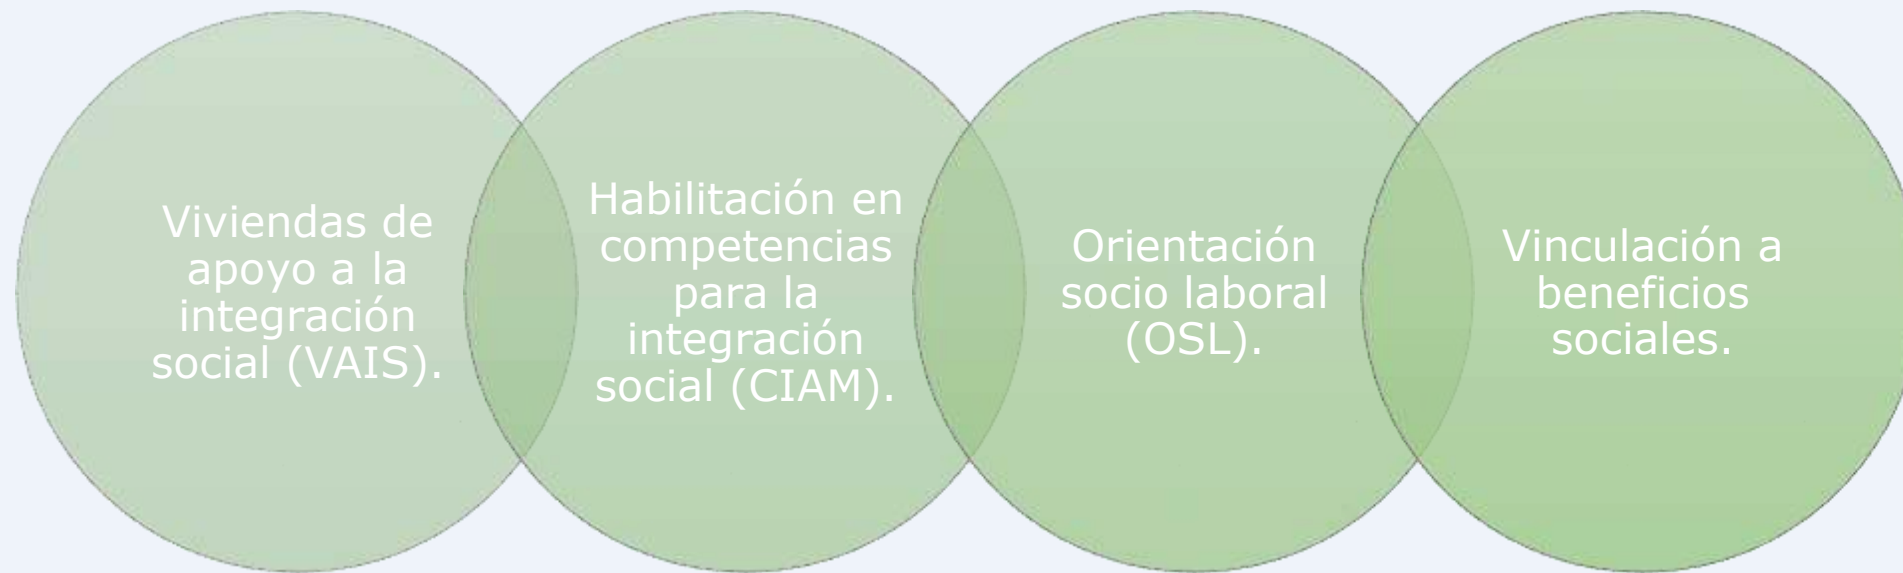 Viviendas de
apoyo a la
integración
social (VAIS).
Habilitación en
competencias
para la
integración
social (CIAM).
Orientación
socio laboral
(OSL).
Vinculación a
beneficios
sociales.